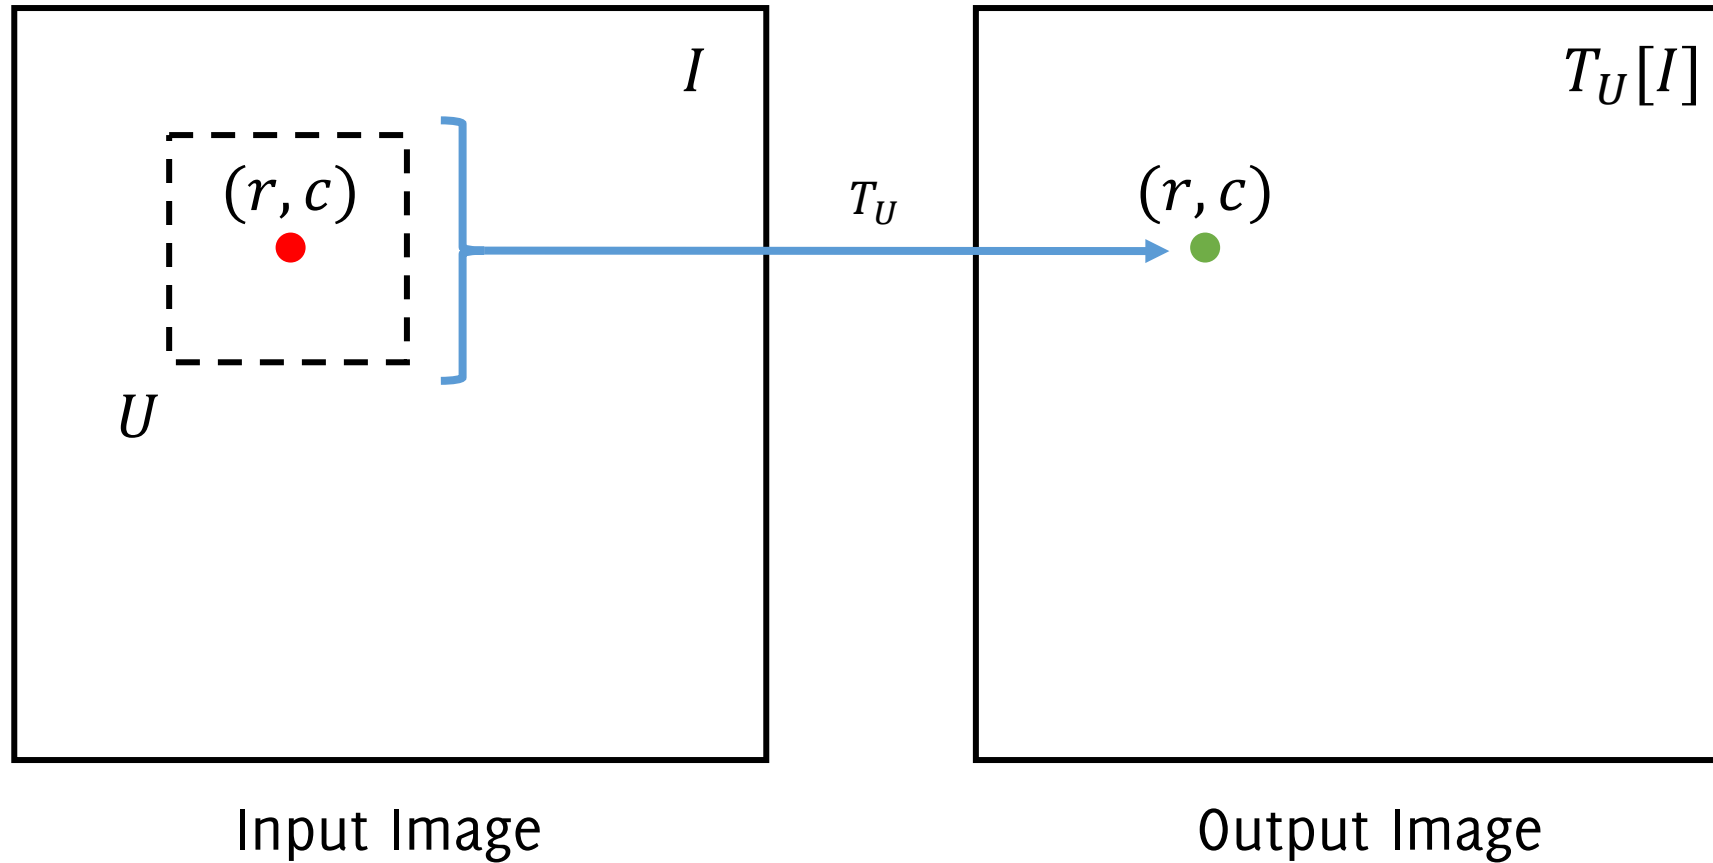 I
T_U[I]
(r, c)
T_U
(r, c)
U
Input Image
Output Image